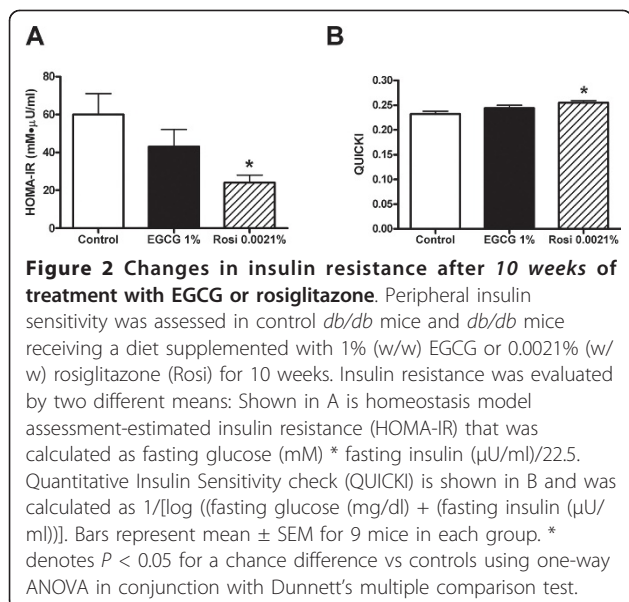 A
B
HOMA-IR (mM•μU/ml)
80
60
40
20
0
*
Control
EGCG 1%
Rosi 0.0021%
QUICKI
0.30
0.25
0.20
0.15
0.10
0.05
0.00
*
Control
EGCG 1%
Rosi 0.0021%
Figure 2 Changes in insulin resistance after 10 weeks of
treatment with EGCG or rosiglitazone. Peripheral insulin
sensitivity was assessed in control db/db mice and db/db mice
receiving a diet supplemented with 1% (w/w) EGCG or 0.0021% (w/
w) rosiglitazone (Rosi) for 10 weeks. Insulin resistance was evaluated
by two different means: Shown in A is homeostasis model
assessment-estimated insulin resistance (HOMA-IR) that was
calculated as fasting glucose (mM) * fasting insulin (μU/ml)/22.5.
Quantitative Insulin Sensitivity check (QUICKI) is shown in B and was
calculated as 1/[log ((fasting glucose (mg/dl) + (fasting insulin (μU/
ml))]. Bars represent mean ± SEM for 9 mice in each group. *
denotes P < 0.05 for a chance difference vs controls using one-way
ANOVA in conjunction with Dunnett's multiple comparison test.